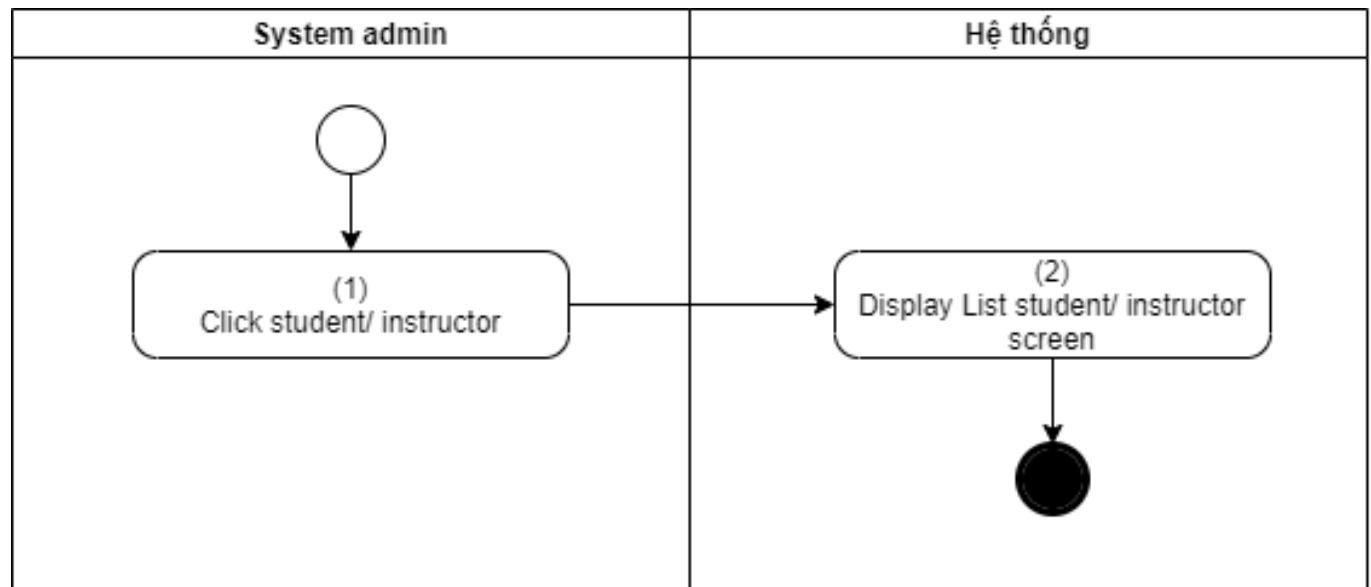 System admin
Hệ thống
(1)
Click student/ instructor
(2)
Display List student/ instructor
screen